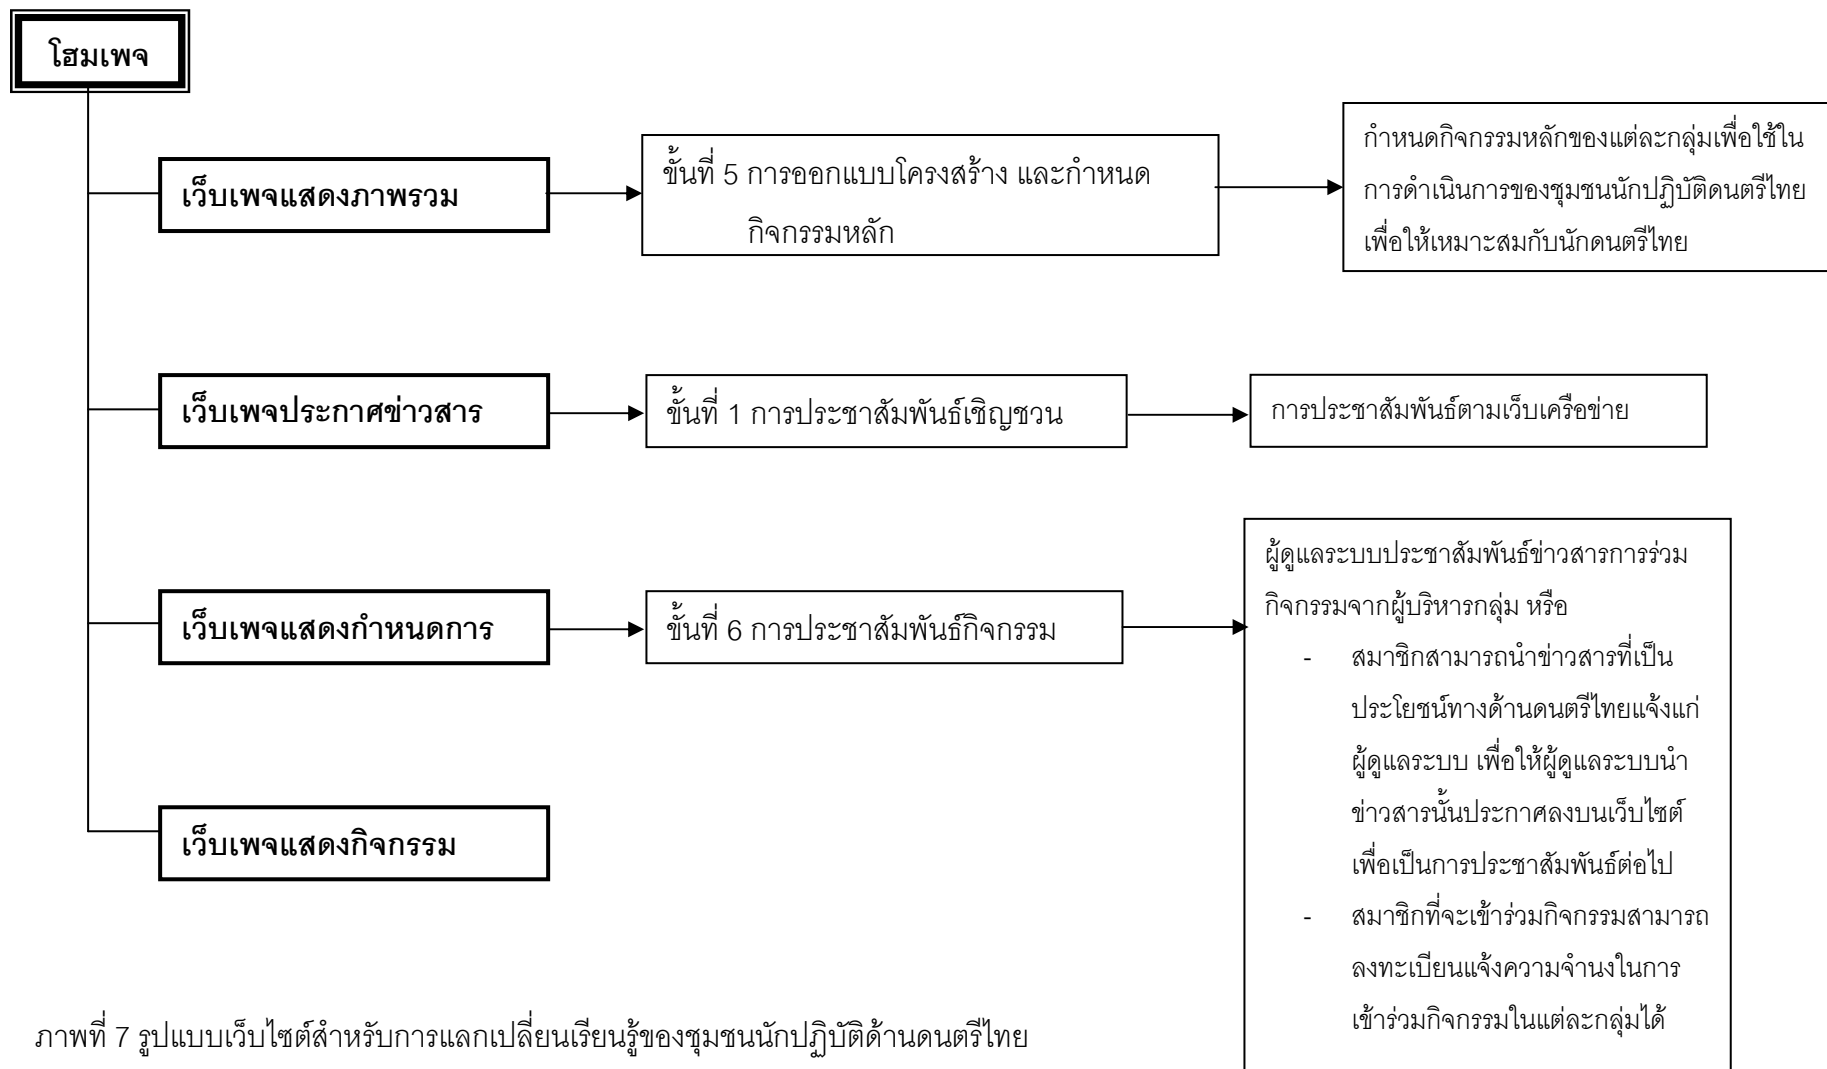 โฮมเพจ
เว็บเพจแสดงภาพรวม
ขั้นที่ 5 การออกแบบโครงสร้าง และกำหนด
กิจกรรมหลัก
กำหนดกิจกรรมหลักของแต่ละกลุ่มเพื่อใช้ใน
การดำเนินการของชุมชนนักปฏิบัติดนตรีไทย
เพื่อให้เหมาะสมกับนักดนตรีไทย
เว็บเพจประกาศข่าวสาร
ขั้นที่ 1 การประชาสัมพันธ์เชิญชวน
การประชาสัมพันธ์ตามเว็บเครือข่าย
เว็บเพจแสดงกำหนดการ
ขั้นที่ 6 การประชาสัมพันธ์กิจกรรม
ผู้ดูแลระบบประชาสัมพันธ์ข่าวสารการร่วม
กิจกรรมจากผู้บริหารกลุ่ม หรือ
- สมาชิกสามารถนำข่าวสารที่เป็น
ประโยชน์ทางด้านดนตรีไทยแจ้งแก่
ผู้ดูแลระบบ เพื่อให้ผู้ดูแลระบบนำ
ข่าวสารนั้นประกาศลงบนเว็บไซต์
เพื่อเป็นการประชาสัมพันธ์ต่อไป
- สมาชิกที่จะเข้าร่วมกิจกรรมสามารถ
ลงทะเบียนแจ้งความจำนงในการ
เข้าร่วมกิจกรรมในแต่ละกลุ่มได้
เว็บเพจแสดงกิจกรรม
ภาพที่ 7 รูปแบบเว็บไซต์สำหรับการแลกเปลี่ยนเรียนรู้ของชุมชนนักปฏิบัติด้านดนตรีไทย